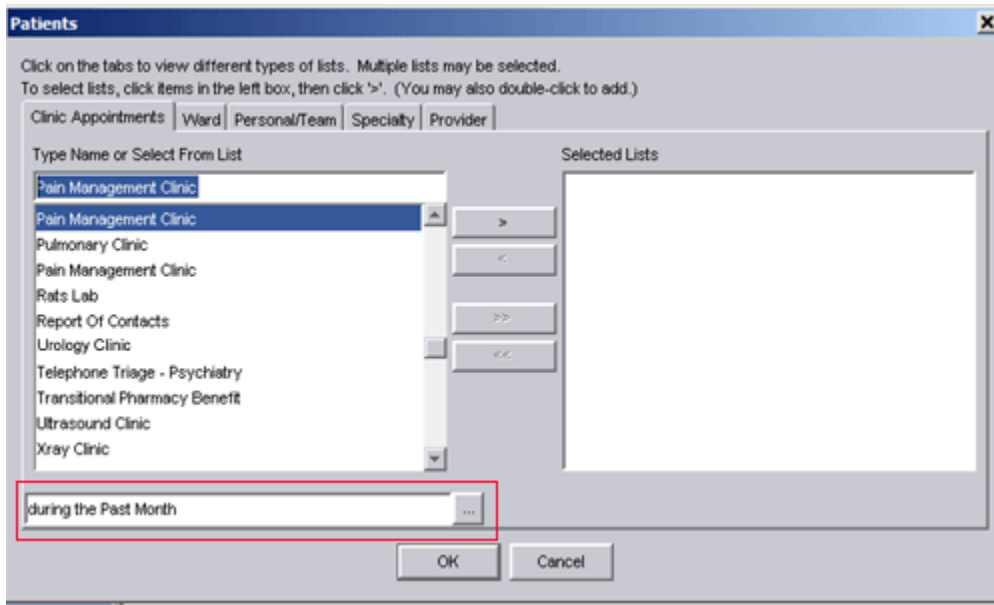 Patients
Click on the tabs to view different types of lists. Multiple lists may be selected.
To select lists, click items in the left box, then click '>'. (You may also double-click to add.)
Clinic Appointments Ward Personal/Team Specialty Provider
Type Name or Select From List
Selected Lists
Pain Management Clinic
Pain Management Clinic
Pulmonary Clinic
Pain Management Clinic
Rats Lab
Report Of Contacts
Urology Clinic
Telephone Triage - Psychiatry
Transitional Pharmacy Benefit
Ultrasound Clinic
Xray Clinic
>
<
>>
<<
during the Past Month
...
OK Cancel